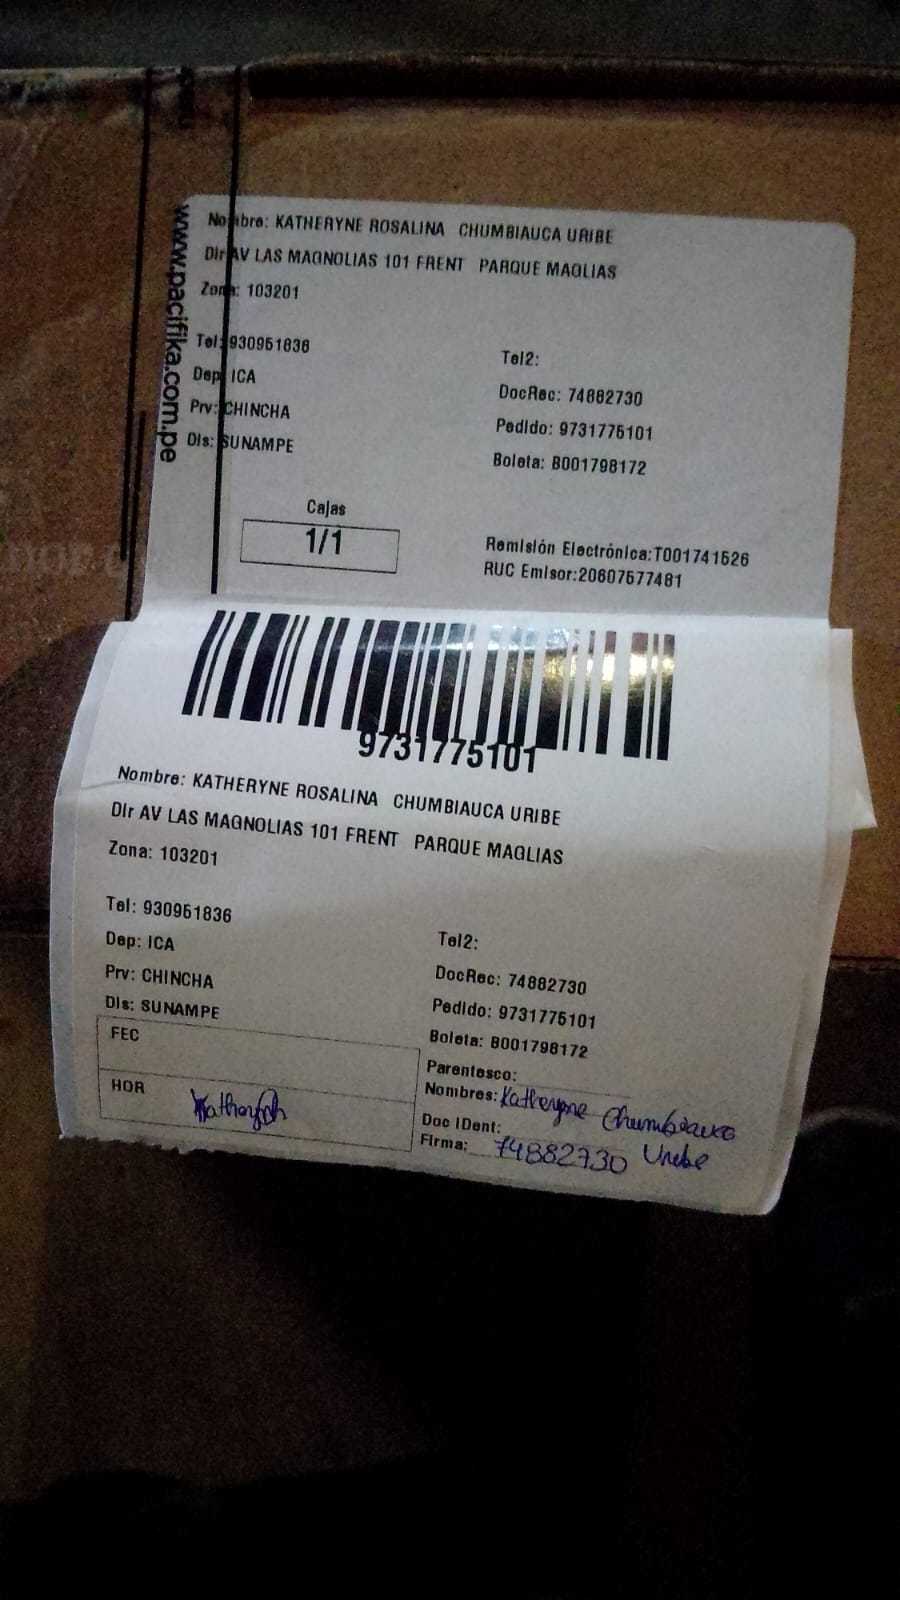 www.pacifika.com.pe
Nombre: KATHERYNE ROSALINA CHUMBIAUCA URIBE
Dir AV LAS MAGNOLIAS 101 FRENT PARQUE MAGLIAS
Zona: 103201
Tel: 930951836 Tel2:
Dep: ICA DocRec: 74882730
Prv: CHINCHA Pedido: 9731775101
Dis: SUNAMPE Boleta: B001798172
Cajas
1/1
Remisión Electrónica:T001741526
RUC Emisor:20607577481
9731775101
Nombre: KATHERYNE ROSALINA CHUMBIAUCA URIBE
Dir AV LAS MAGNOLIAS 101 FRENT PARQUE MAGLIAS
Zona: 103201
Tel: 930951836 Tel2:
Dep: ICA DocRec: 74882730
Prv: CHINCHA Pedido: 9731775101
Dis: SUNAMPE Boleta: B001798172
FEC Parentesco:
HOR Nombres: Katheryne Chumbiauca
Doc IDent: Uribe
Firma: 74882730